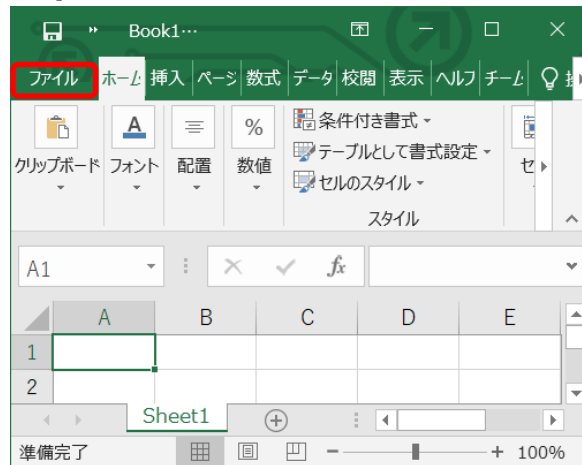 Book1…
ファイル ホーム 挿入 ページ 数式 データ 校閲 表示 ヘルプ チーム
A % 条件付き書式
テーブルとして書式設定
クリップボード フォント 配置 数値 セルのスタイル セ
スタイル
A1 fx
A B C D E
1
2
Sheet1
準備完了 100%